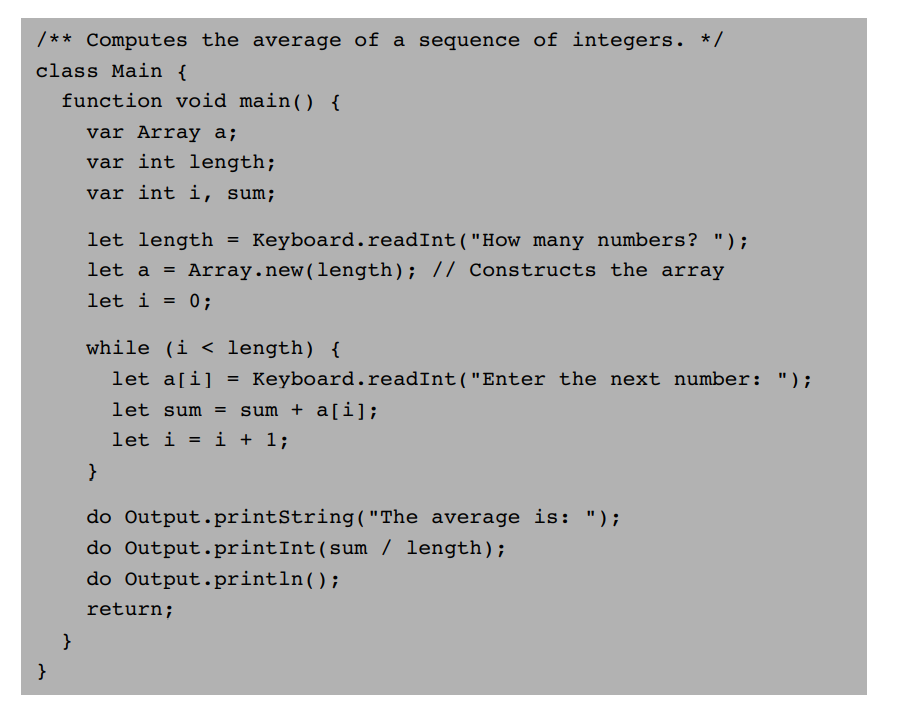 /** Computes the average of a sequence of integers. */
class Main {
  function void main() {
    var Array a;
    var int length;
    var int i, sum;

    let length = Keyboard.readInt("How many numbers? ");
    let a = Array.new(length); // Constructs the array
    let i = 0;

    while (i < length) {
      let a[i] = Keyboard.readInt("Enter the next number: ");
      let sum = sum + a[i];
      let i = i + 1;
    }

    do Output.printString("The average is: ");
    do Output.printInt(sum / length);
    do Output.println();
    return;
  }
}